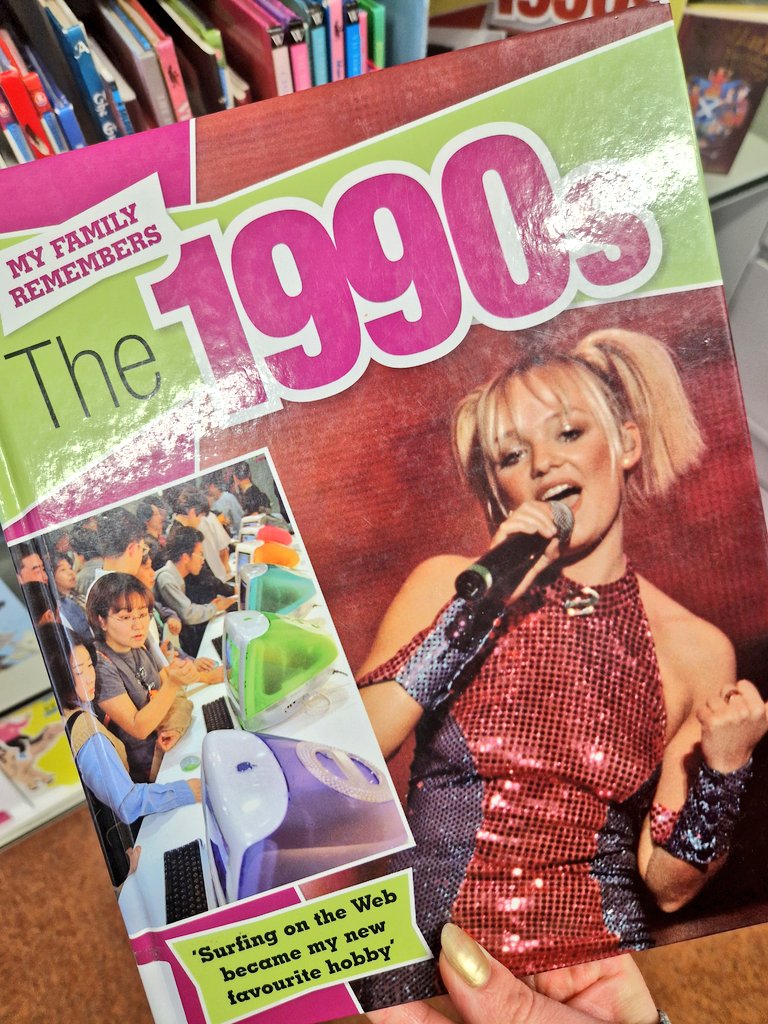 MY FAMILY
REMEMBERS
The 1990s
'Surfing on the Web
became my new
favourite hobby'